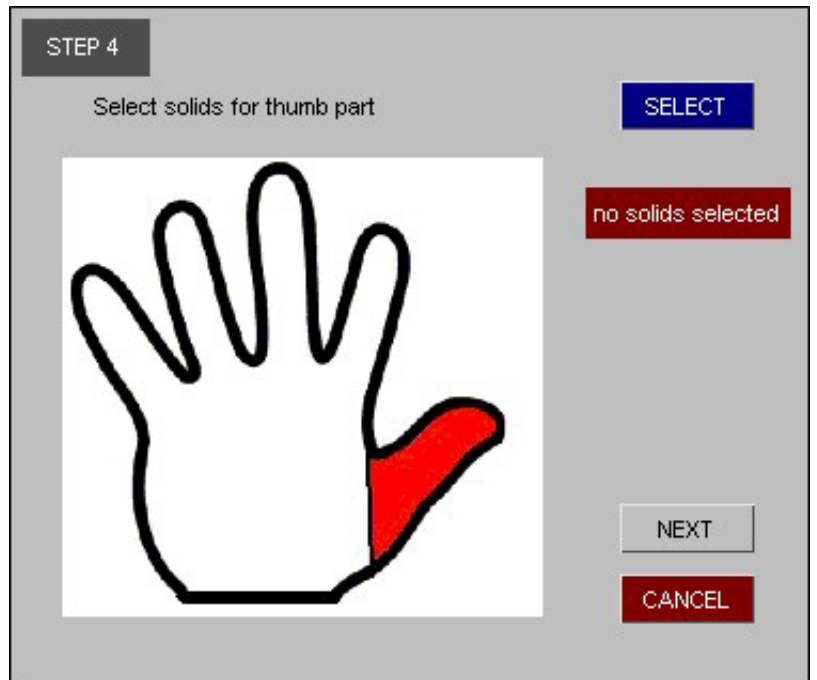 STEP 4
Select solids for thumb part
SELECT
no solids selected
NEXT
CANCEL